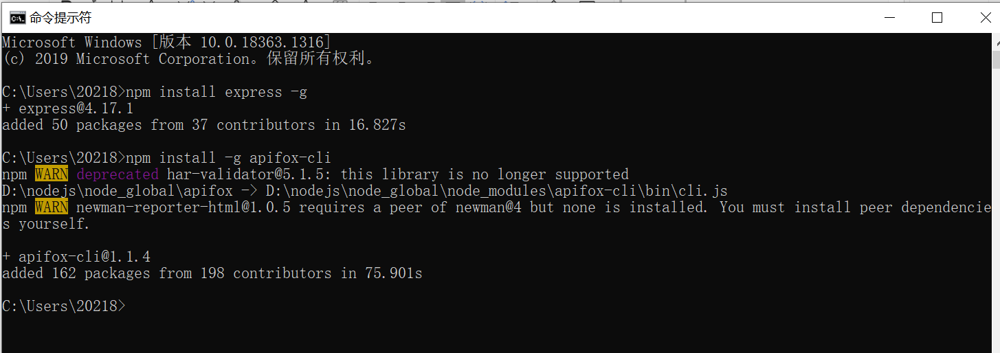 命令提示符
Microsoft Windows [版本 10.0.18363.1316]
(c) 2019 Microsoft Corporation。保留所有权利。
C:\Users\20218>npm install express -g
+ express@4.17.1
added 50 packages from 37 contributors in 16.827s
C:\Users\20218>npm install -g apifox-cli
npm WARN deprecated har-validator@5.1.5: this library is no longer supported
D:\nodejs\node_global\apifox -> D:\nodejs\node_global\node_modules\apifox-cli\bin\cli.js
npm WARN newman-reporter-html@1.0.5 requires a peer of newman@4 but none is installed. You must install peer dependencie
s yourself.
+ apifox-cli@1.1.4
added 162 packages from 198 contributors in 75.901s
C:\Users\20218>